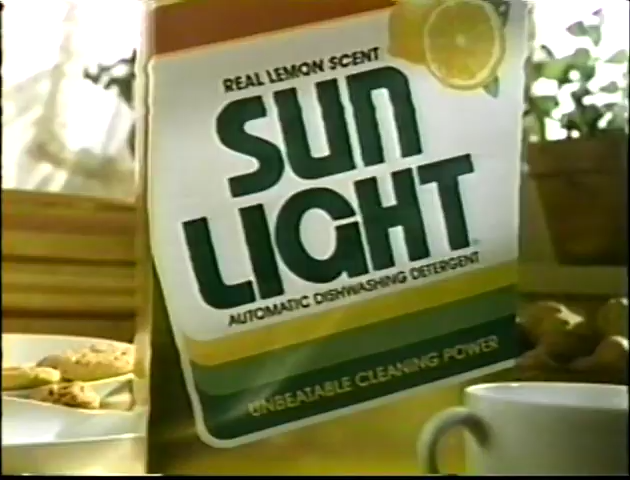 REAL LEMON SCENT
SUN
LIGHT
AUTOMATIC DISHWASHING DETERGENT
UNBEATABLE CLEANING POWER